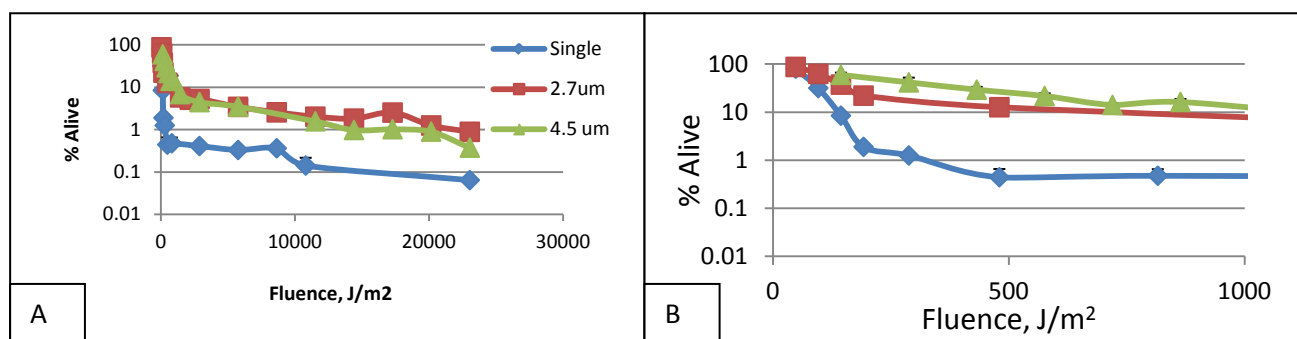 100
10
1
0.1
0.01
% Alive
0 10000 20000 30000
Fluence, J/m2
Single
2.7um
4.5 um
A
100
10
1
0.1
0.01
% Alive
0 500 1000
Fluence, J/m²
B